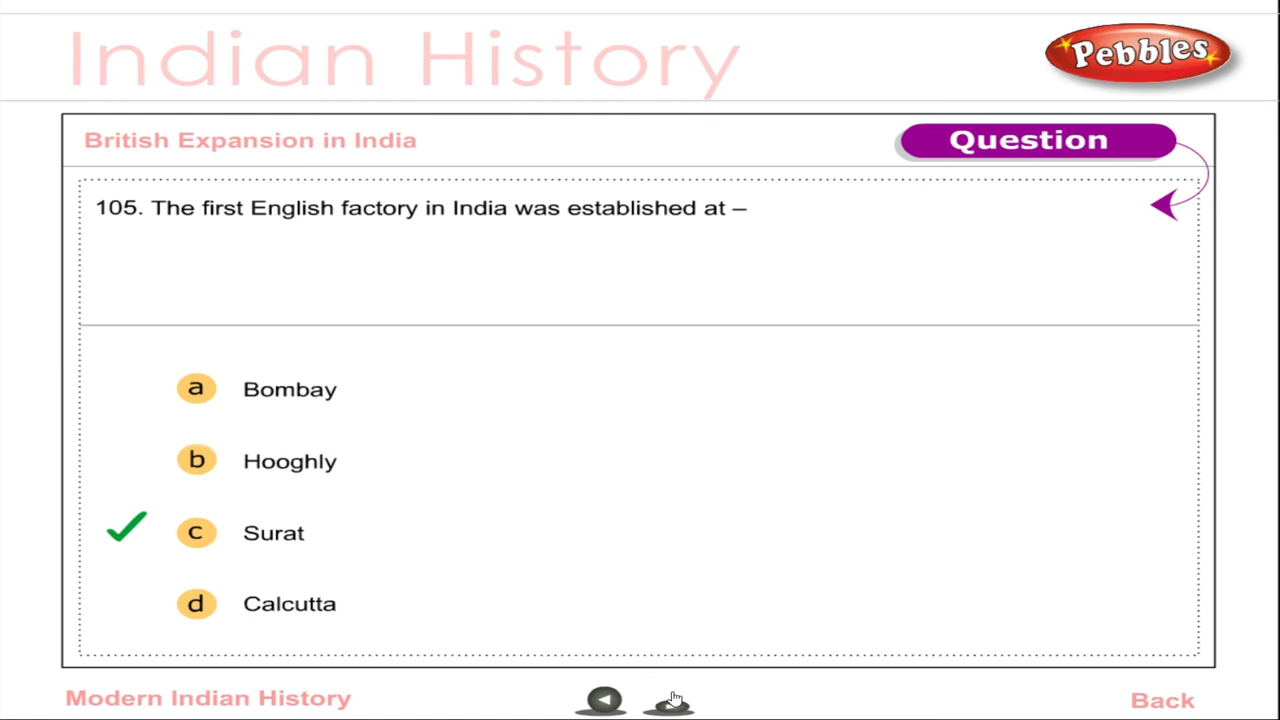 Indian History
Pebbles
British Expansion in India
Question
105. The first English factory in India was established at –
a Bombay
b Hooghly
c Surat
d Calcutta
Modern Indian History
Back